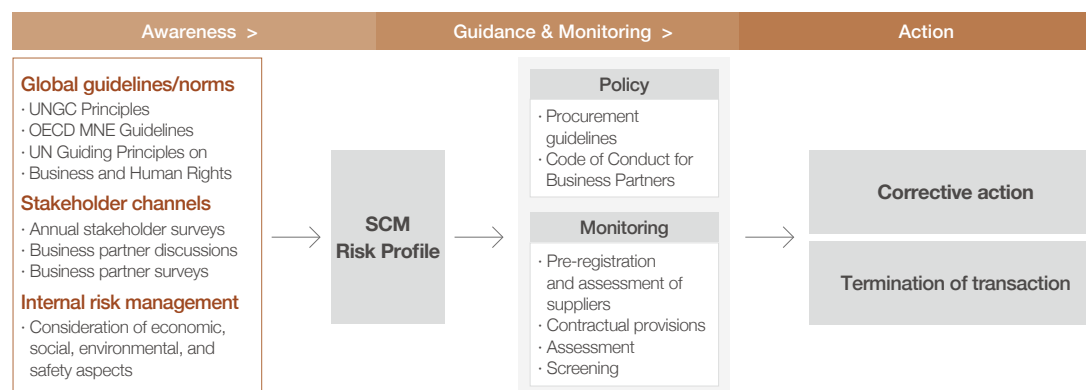 Awareness >
Guidance & Monitoring >
Action
Global guidelines/norms
· UNGC Principles
· OECD MNE Guidelines
· UN Guiding Principles on
· Business and Human Rights
Stakeholder channels
· Annual stakeholder surveys
· Business partner discussions
· Business partner surveys
Internal risk management
· Consideration of economic,
social, environmental, and
safety aspects
SCM
Risk Profile
Policy
· Procurement
guidelines
· Code of Conduct for
Business Partners
Monitoring
· Pre-registration
and assessment of
suppliers
· Contractual provisions
· Assessment
· Screening
Corrective action
Termination of transaction